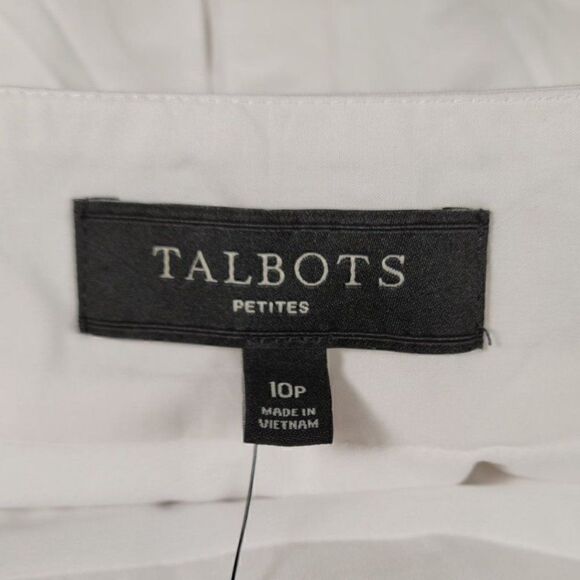 TALBOTS
PETITES
10P
MADE IN
VIETNAM